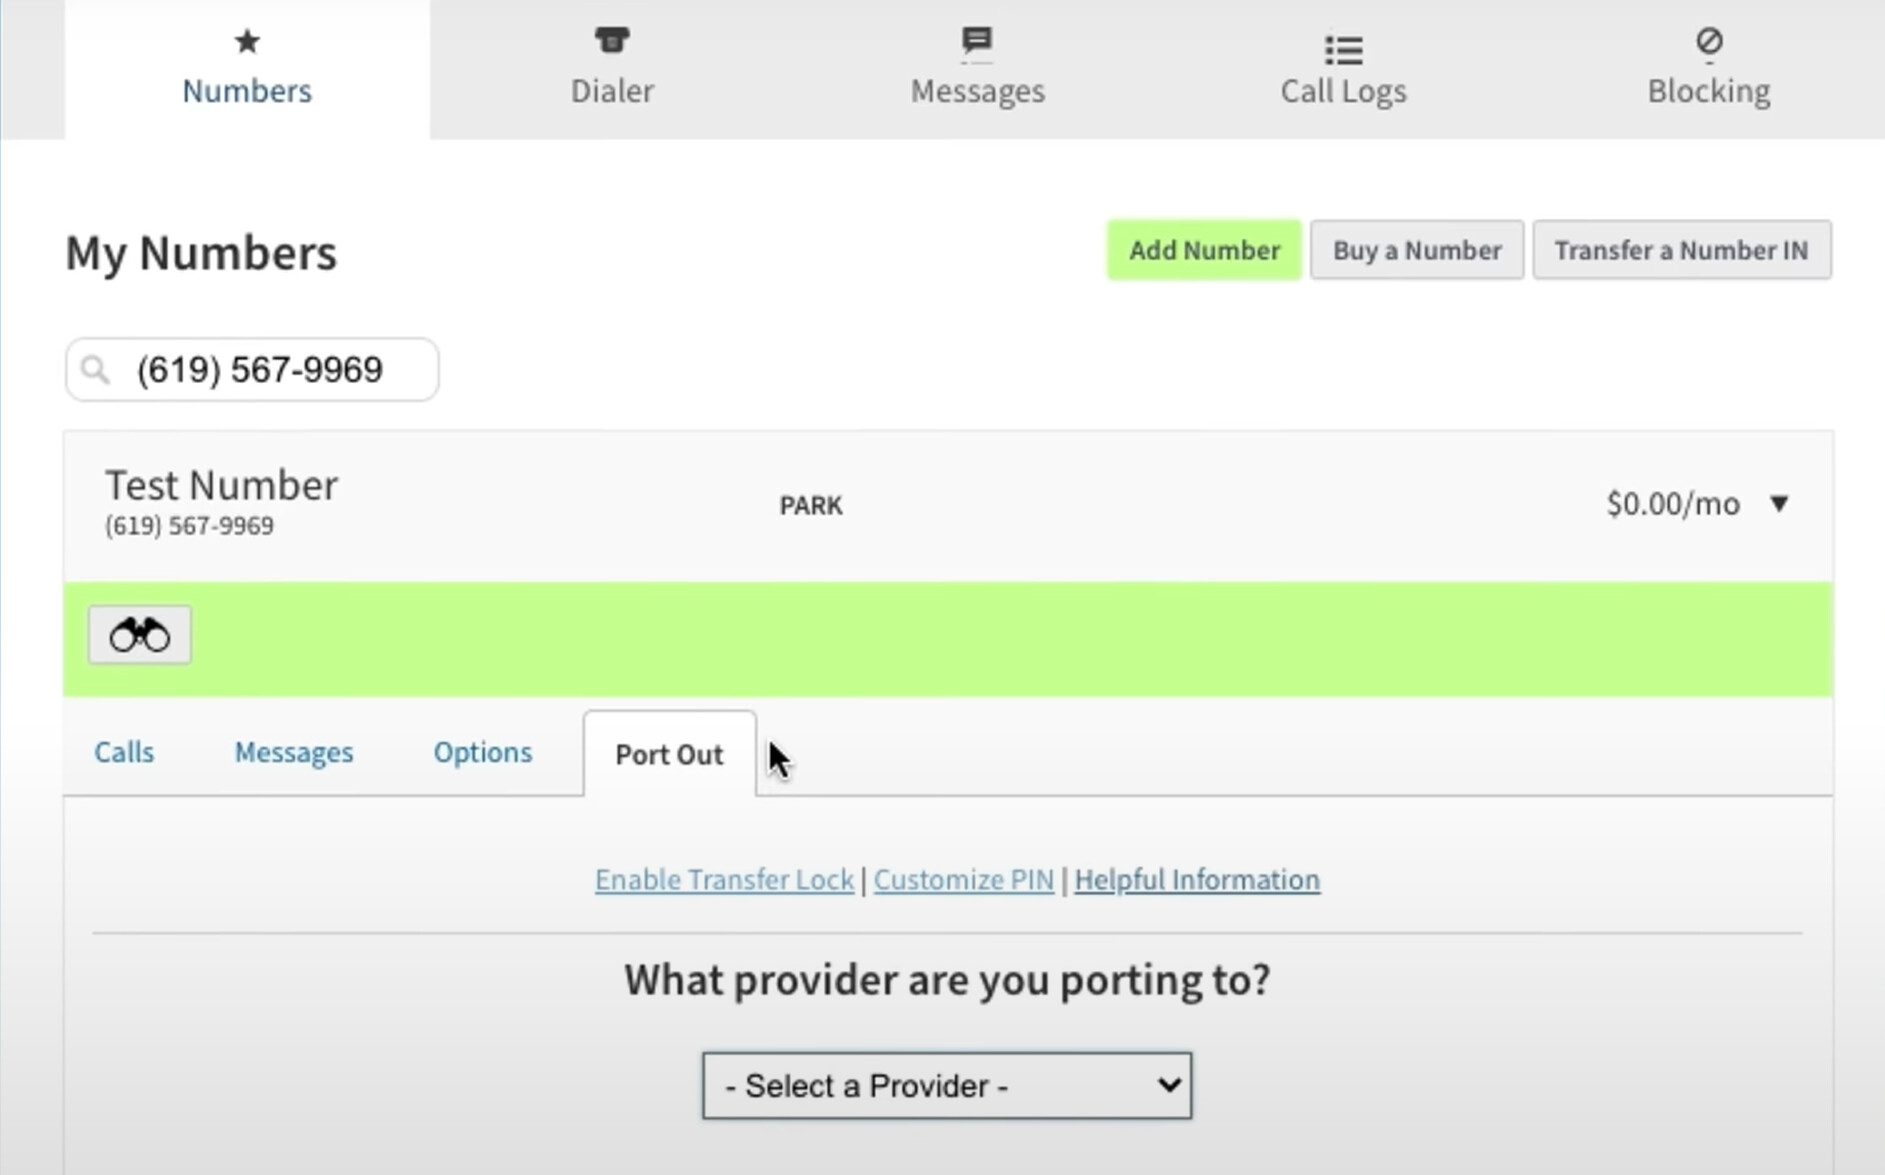 Numbers
Dialer
Messages
Call Logs
Blocking
My Numbers
Add Number
Buy a Number
Transfer a Number IN
(619) 567-9969
Test Number
(619) 567-9969
PARK
$0.00/mo
Calls
Messages
Options
Port Out
Enable Transfer Lock | Customize PIN | Helpful Information
What provider are you porting to?
- Select a Provider -